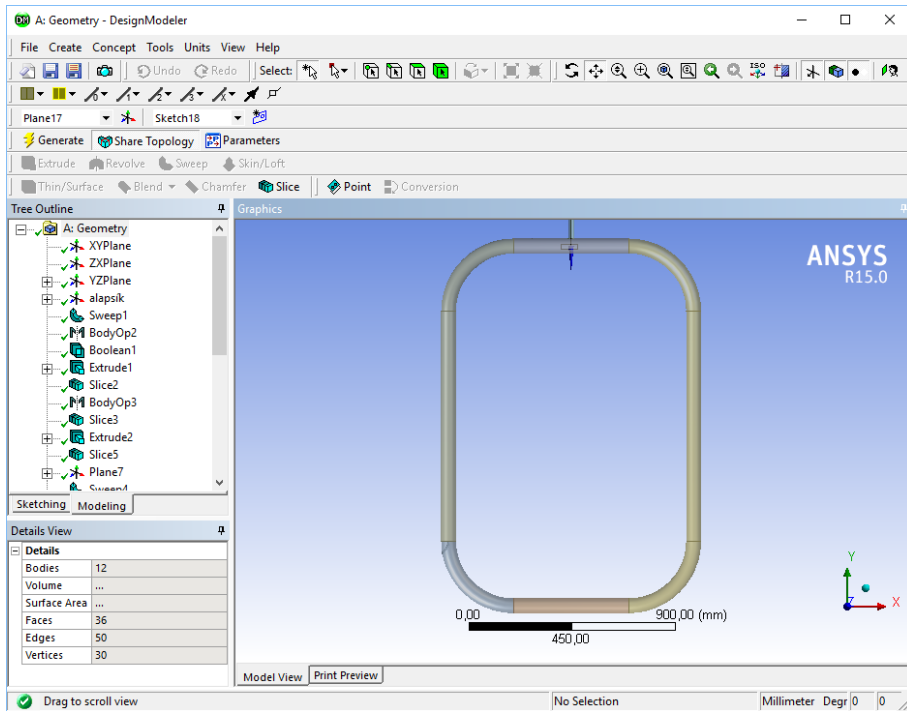 A: Geometry - DesignModeler
File Create Concept Tools Units View Help
Undo Redo Select: ISO
Plane17 Sketch18
Generate Share Topology Parameters
Extrude Revolve Sweep Skin/Loft
Thin/Surface Blend Chamfer Slice Point Conversion
Tree Outline
A: Geometry
XYPlane
ZXPlane
YZPlane
alapsík
Sweep1
BodyOp2
Boolean1
Extrude1
Slice2
BodyOp3
Slice3
Extrude2
Slice5
Plane7
Sweep4
Sketching Modeling
Details View
Details
Bodies 12
Volume ...
Surface Area ...
Faces 36
Edges 50
Vertices 30
Graphics
ANSYS
R15.0
0,00 900,00 (mm)
450,00
Y
Z X
Model View Print Preview
Drag to scroll view No Selection Millimeter Degr 0 0